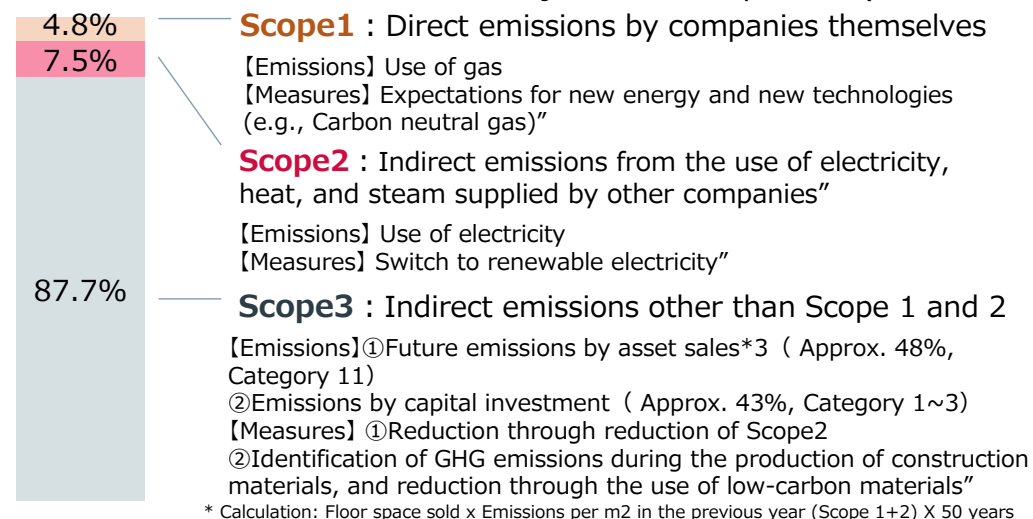 4.8%
Scope1 : Direct emissions by companies themselves
7.5%
【Emissions】 Use of gas
【Measures】 Expectations for new energy and new technologies
(e.g., Carbon neutral gas)”
Scope2 : Indirect emissions from the use of electricity,
heat, and steam supplied by other companies”
【Emissions】 Use of electricity
【Measures】 Switch to renewable electricity”
87.7%
Scope3 : Indirect emissions other than Scope 1 and 2
【Emissions】①Future emissions by asset sales*3（ Approx. 48%,
Category 11）
②Emissions by capital investment（ Approx. 43%, Category 1~3）
【Measures】 ①Reduction through reduction of Scope2
②Identification of GHG emissions during the production of construction
materials, and reduction through the use of low-carbon materials”
* Calculation: Floor space sold x Emissions per m2 in the previous year (Scope 1+2) X 50 years